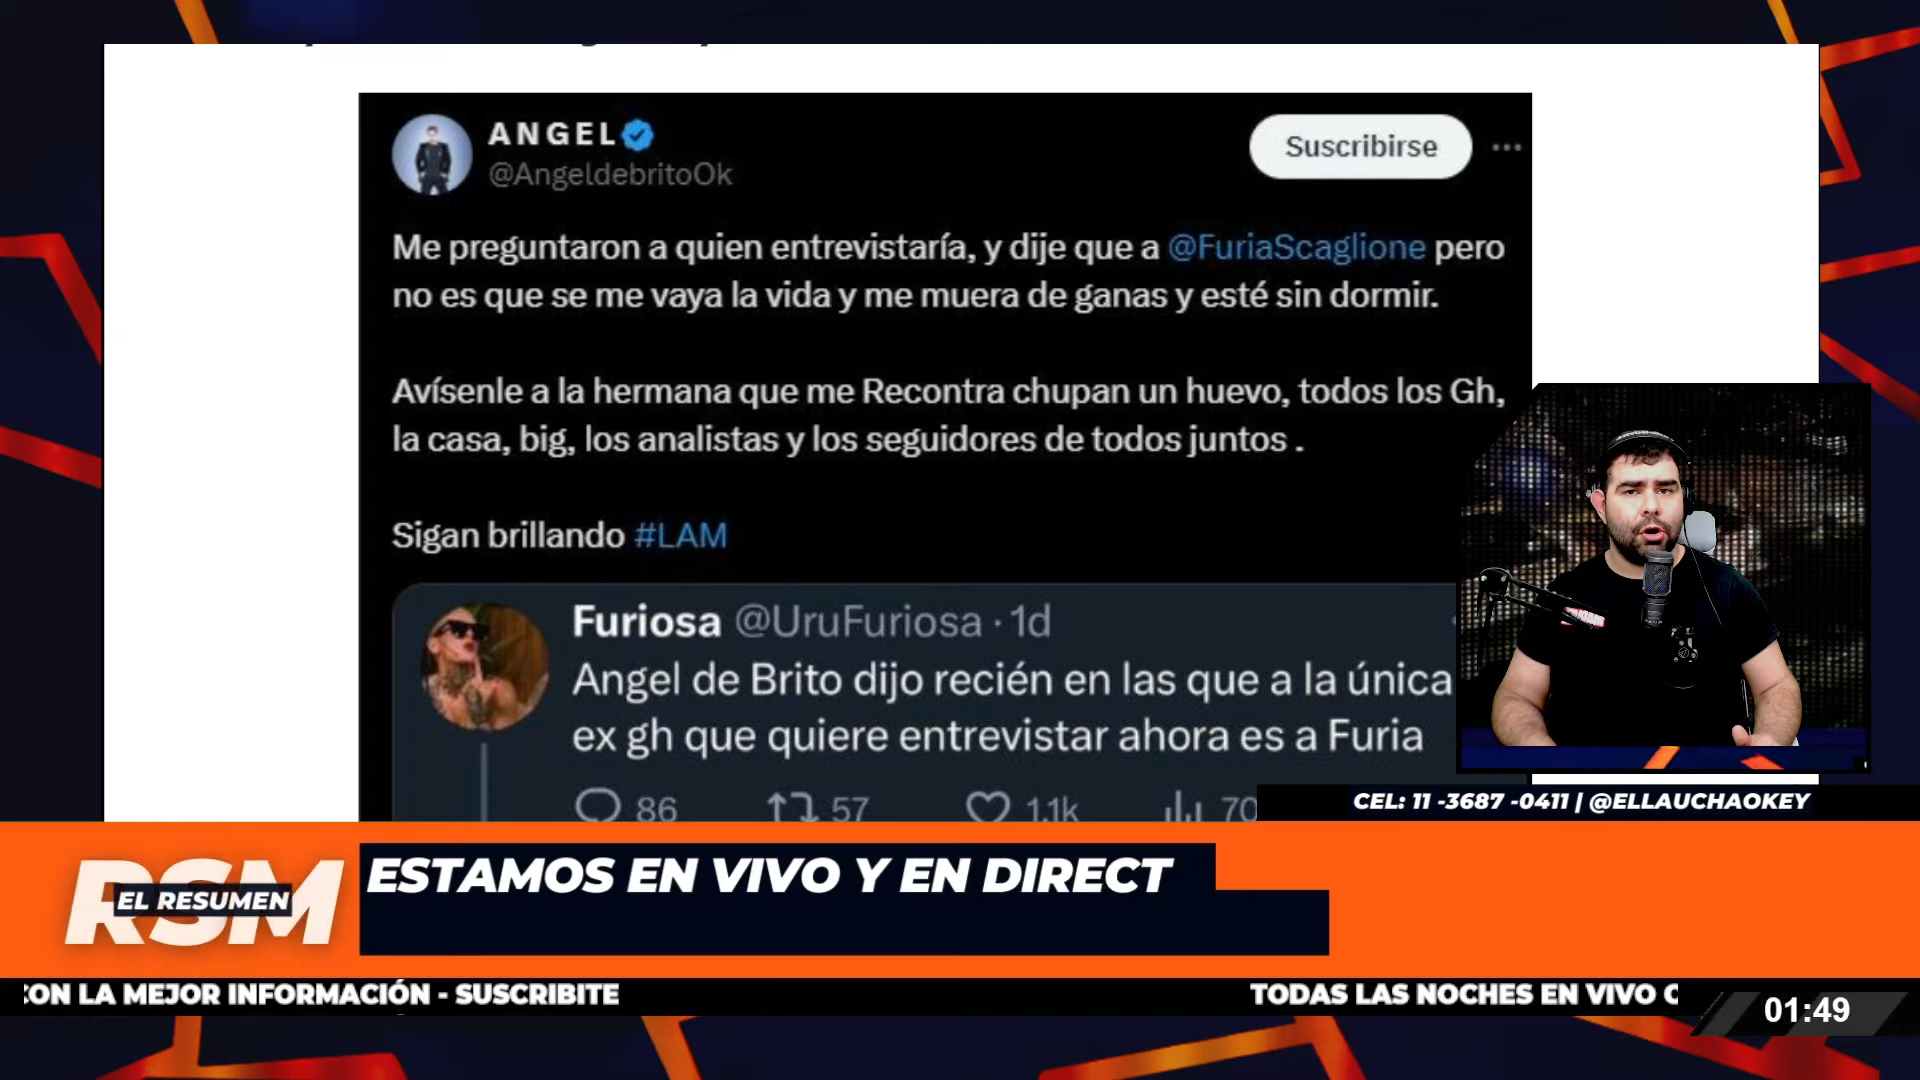 ANGEL
@AngeldebritoOk
Suscribirse
Me preguntaron a quien entrevistaría, y dije que a @FuriaScaglione pero
no es que se me vaya la vida y me muera de ganas y esté sin dormir.
Avísenle a la hermana que me Recontra chupan un huevo, todos los Gh,
la casa, big, los analistas y los seguidores de todos juntos .
Sigan brillando #LAM
Furiosa @UruFuriosa · 1d
Angel de Brito dijo recién en las que a la única
ex gh que quiere entrevistar ahora es a Furia
86 57 1.1k 70
CEL: 11 -3687 -0411 | @ELLAUCHAOKEY
RSM
EL RESUMEN
ESTAMOS EN VIVO Y EN DIRECT
CON LA MEJOR INFORMACIÓN - SUSCRIBITE
TODAS LAS NOCHES EN VIVO C
01:49